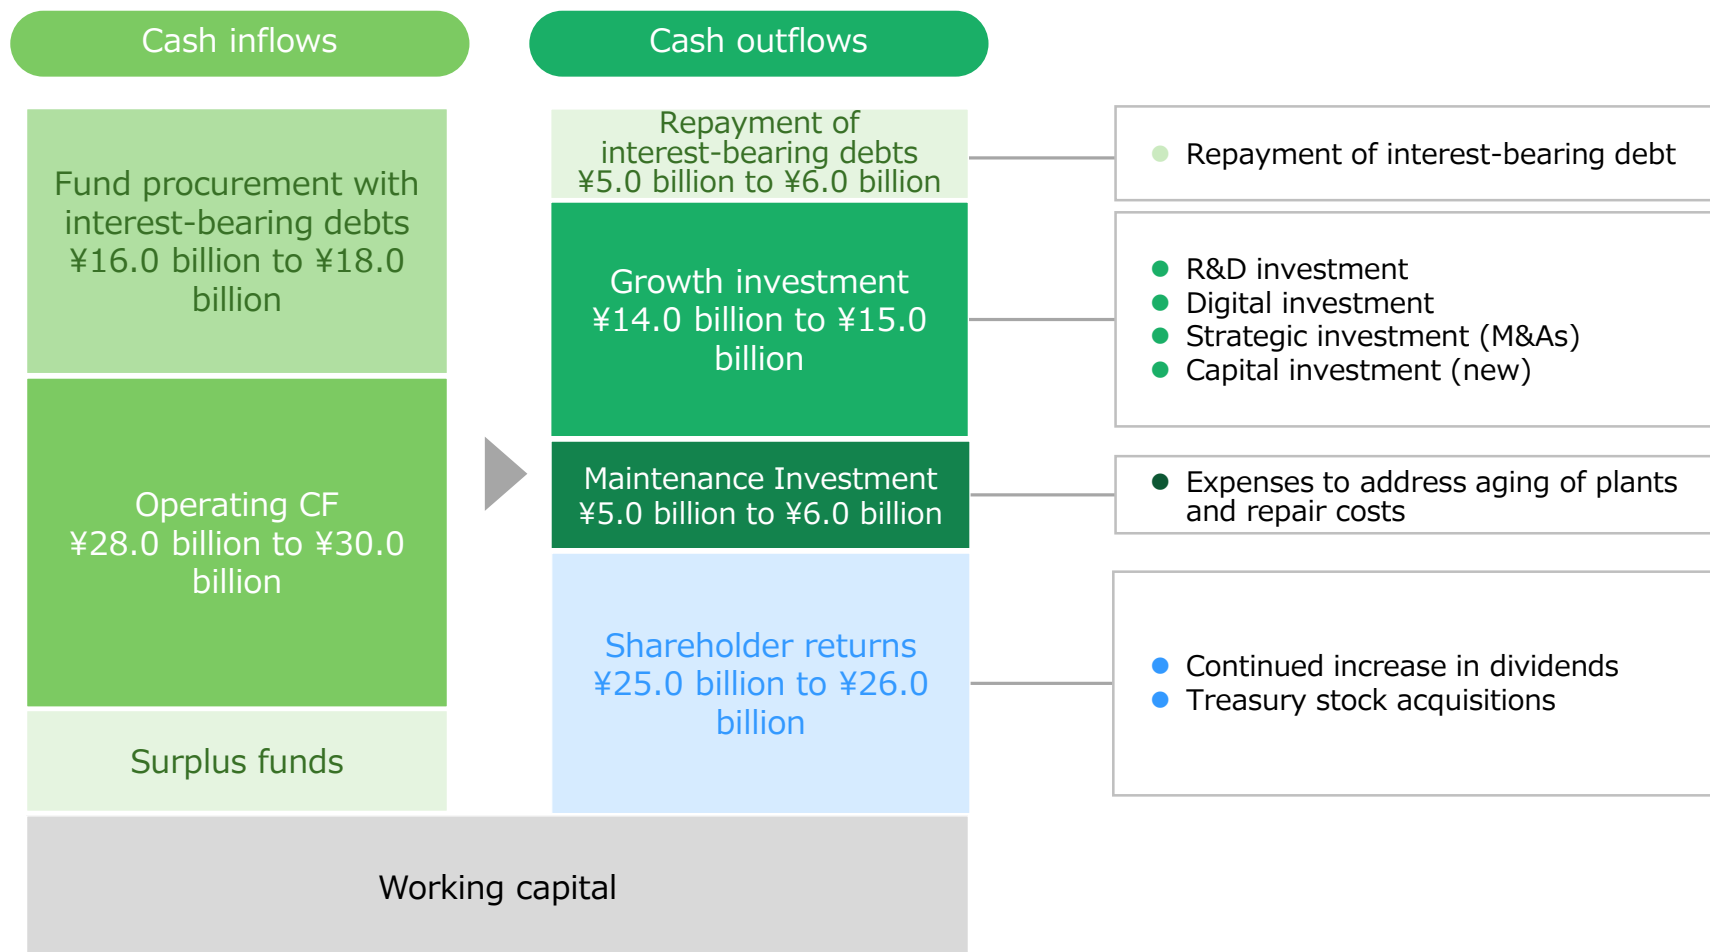 Cash inflows
Cash outflows
Fund procurement with
interest-bearing debts
¥16.0 billion to ¥18.0
billion
Operating CF
¥28.0 billion to ¥30.0
billion
Surplus funds
Repayment of
interest-bearing debts
¥5.0 billion to ¥6.0 billion
Growth investment
¥14.0 billion to ¥15.0
billion
Maintenance Investment
¥5.0 billion to ¥6.0 billion
Shareholder returns
¥25.0 billion to ¥26.0
billion
Working capital
● Repayment of interest-bearing debt
● R&D investment
● Digital investment
● Strategic investment (M&As)
● Capital investment (new)
● Expenses to address aging of plants
and repair costs
● Continued increase in dividends
● Treasury stock acquisitions